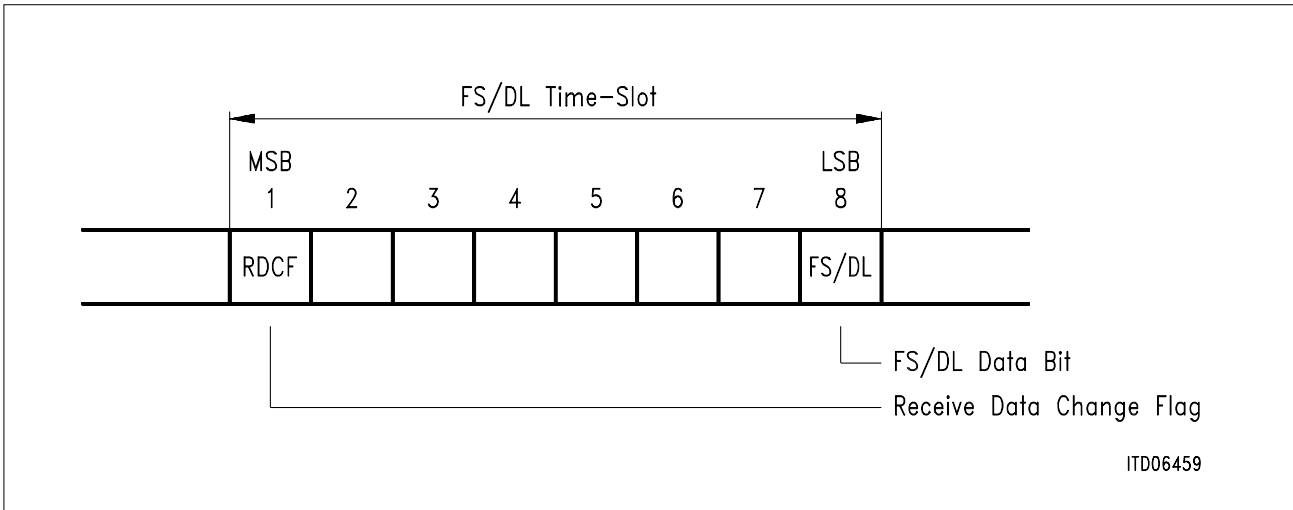 FS/DL Time-Slot
MSB LSB
1 2 3 4 5 6 7 8
RDCF FS/DL
FS/DL Data Bit
Receive Data Change Flag
ITD06459